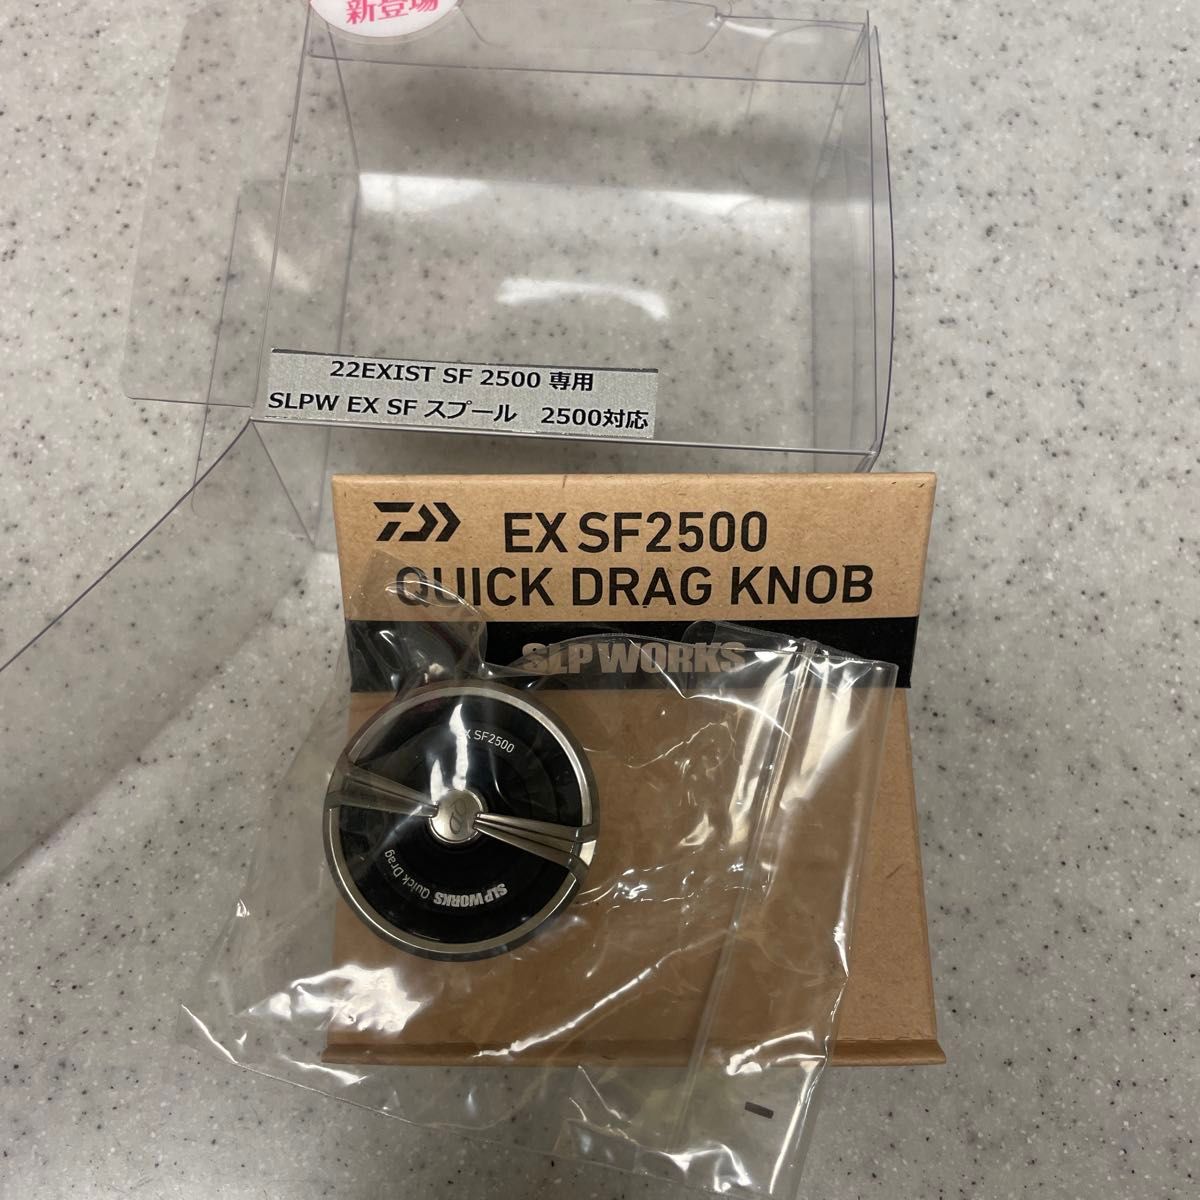 新登場
22EXIST SF 2500 専用
SLPW EX SF スプール 2500対応
EX SF2500
QUICK DRAG KNOB
SLP WORKS
EX SF2500
SLP WORKS Quick Drag